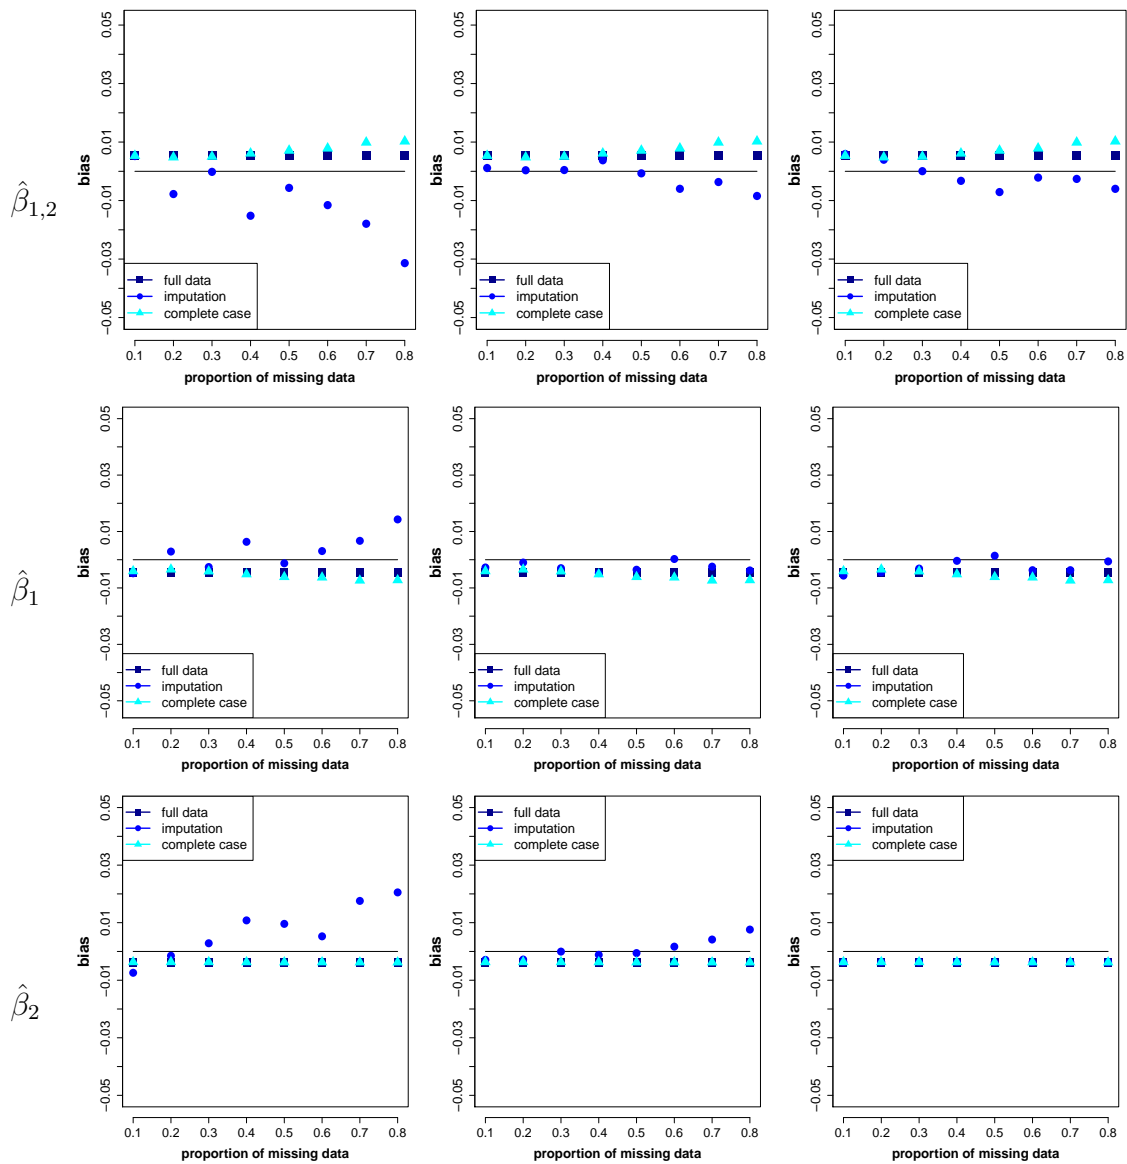 β̂1,2
bias
0.05
0.03
0.01
−0.01
−0.03
−0.05
full data
imputation
complete case
0.1 0.2 0.3 0.4 0.5 0.6 0.7 0.8
proportion of missing data
bias
0.05
0.03
0.01
−0.01
−0.03
−0.05
full data
imputation
complete case
0.1 0.2 0.3 0.4 0.5 0.6 0.7 0.8
proportion of missing data
bias
0.05
0.03
0.01
−0.01
−0.03
−0.05
full data
imputation
complete case
0.1 0.2 0.3 0.4 0.5 0.6 0.7 0.8
proportion of missing data
β̂1
bias
0.05
0.03
0.01
−0.01
−0.03
−0.05
full data
imputation
complete case
0.1 0.2 0.3 0.4 0.5 0.6 0.7 0.8
proportion of missing data
bias
0.05
0.03
0.01
−0.01
−0.03
−0.05
full data
imputation
complete case
0.1 0.2 0.3 0.4 0.5 0.6 0.7 0.8
proportion of missing data
bias
0.05
0.03
0.01
−0.01
−0.03
−0.05
full data
imputation
complete case
0.1 0.2 0.3 0.4 0.5 0.6 0.7 0.8
proportion of missing data
β̂2
bias
0.05
0.03
0.01
−0.01
−0.03
−0.05
full data
imputation
complete case
0.1 0.2 0.3 0.4 0.5 0.6 0.7 0.8
proportion of missing data
bias
0.05
0.03
0.01
−0.01
−0.03
−0.05
full data
imputation
complete case
0.1 0.2 0.3 0.4 0.5 0.6 0.7 0.8
proportion of missing data
bias
0.05
0.03
0.01
−0.01
−0.03
−0.05
full data
imputation
complete case
0.1 0.2 0.3 0.4 0.5 0.6 0.7 0.8
proportion of missing data